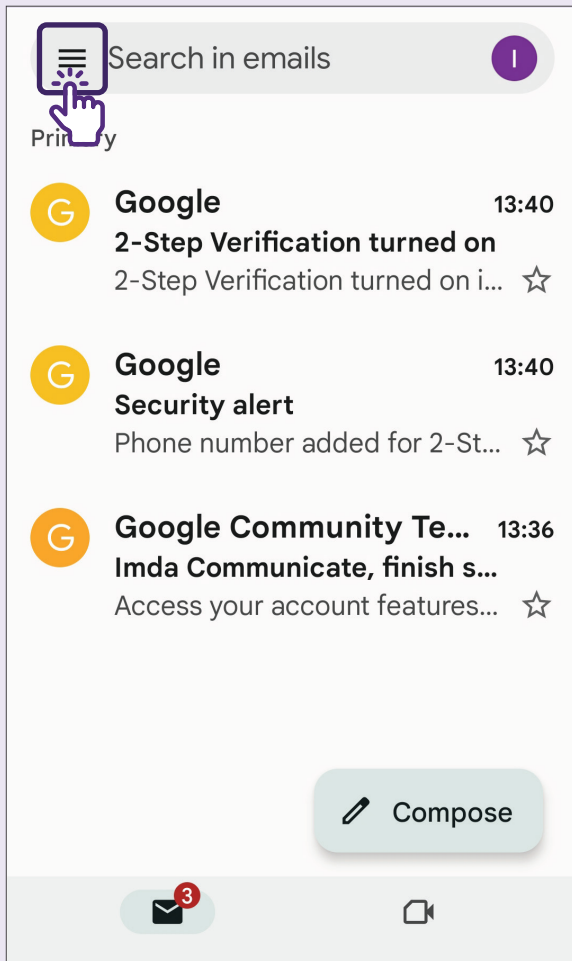 Search in emails
I
Primary
G
Google 13:40
2-Step Verification turned on
2-Step Verification turned on i...
G
Google 13:40
Security alert
Phone number added for 2-St...
G
Google Community Te... 13:36
Imda Communicate, finish s...
Access your account features...
Compose
3